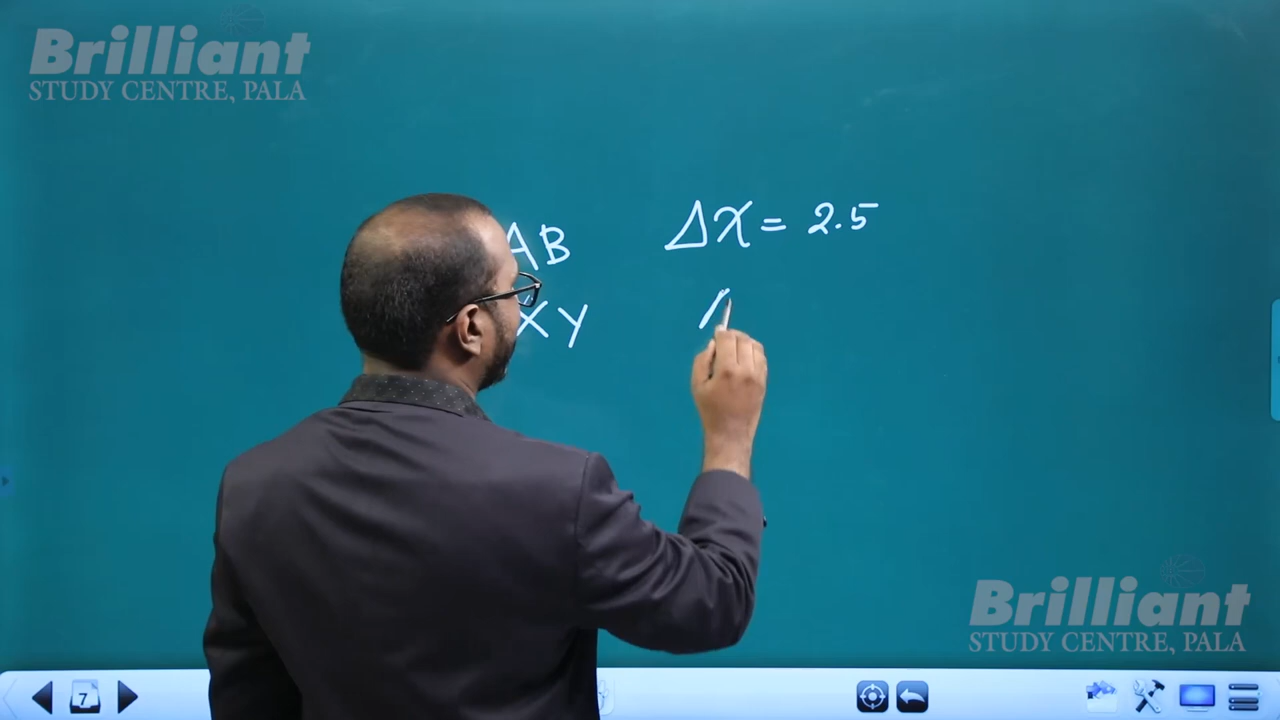 Brilliant
STUDY CENTRE, PALA
AB ΔX = 2.5
XY
Brilliant
STUDY CENTRE, PALA
7